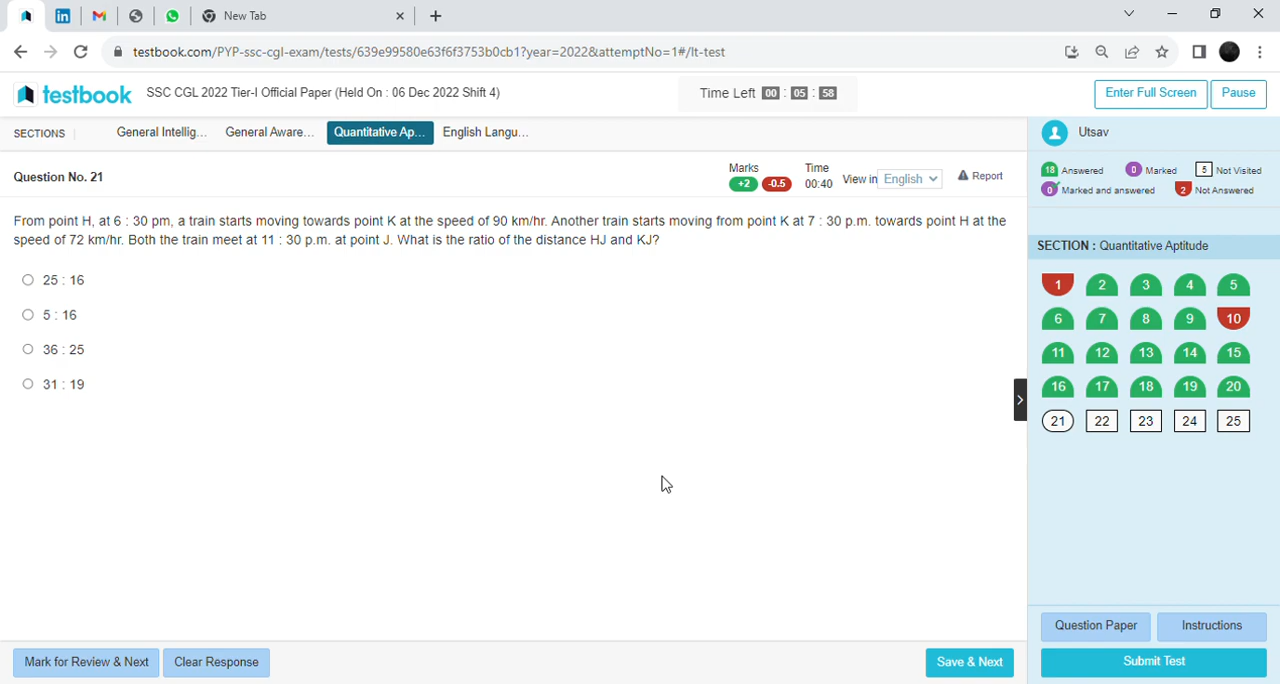 New Tab
testbook.com/PYP-ssc-cgl-exam/tests/639e99580e63f6f3753b0cb1?year=2022&attemptNo=1#/lt-test
testbook SSC CGL 2022 Tier-I Official Paper (Held On : 06 Dec 2022 Shift 4) Time Left 00 : 05 : 58 Enter Full Screen Pause
SECTIONS General Intellig... General Aware... Quantitative Ap... English Langu... Utsav
Question No. 21 Marks +2 -0.5 Time 00:40 View in English Report
18 Answered 0 Marked 5 Not Visited
0 Marked and answered 2 Not Answered
From point H, at 6 : 30 pm, a train starts moving towards point K at the speed of 90 km/hr. Another train starts moving from point K at 7 : 30 p.m. towards point H at the
speed of 72 km/hr. Both the train meet at 11 : 30 p.m. at point J. What is the ratio of the distance HJ and KJ?
25 : 16
5 : 16
36 : 25
31 : 19
SECTION : Quantitative Aptitude
1 2 3 4 5
6 7 8 9 10
11 12 13 14 15
16 17 18 19 20
21 22 23 24 25
Question Paper Instructions
Mark for Review & Next Clear Response Save & Next Submit Test